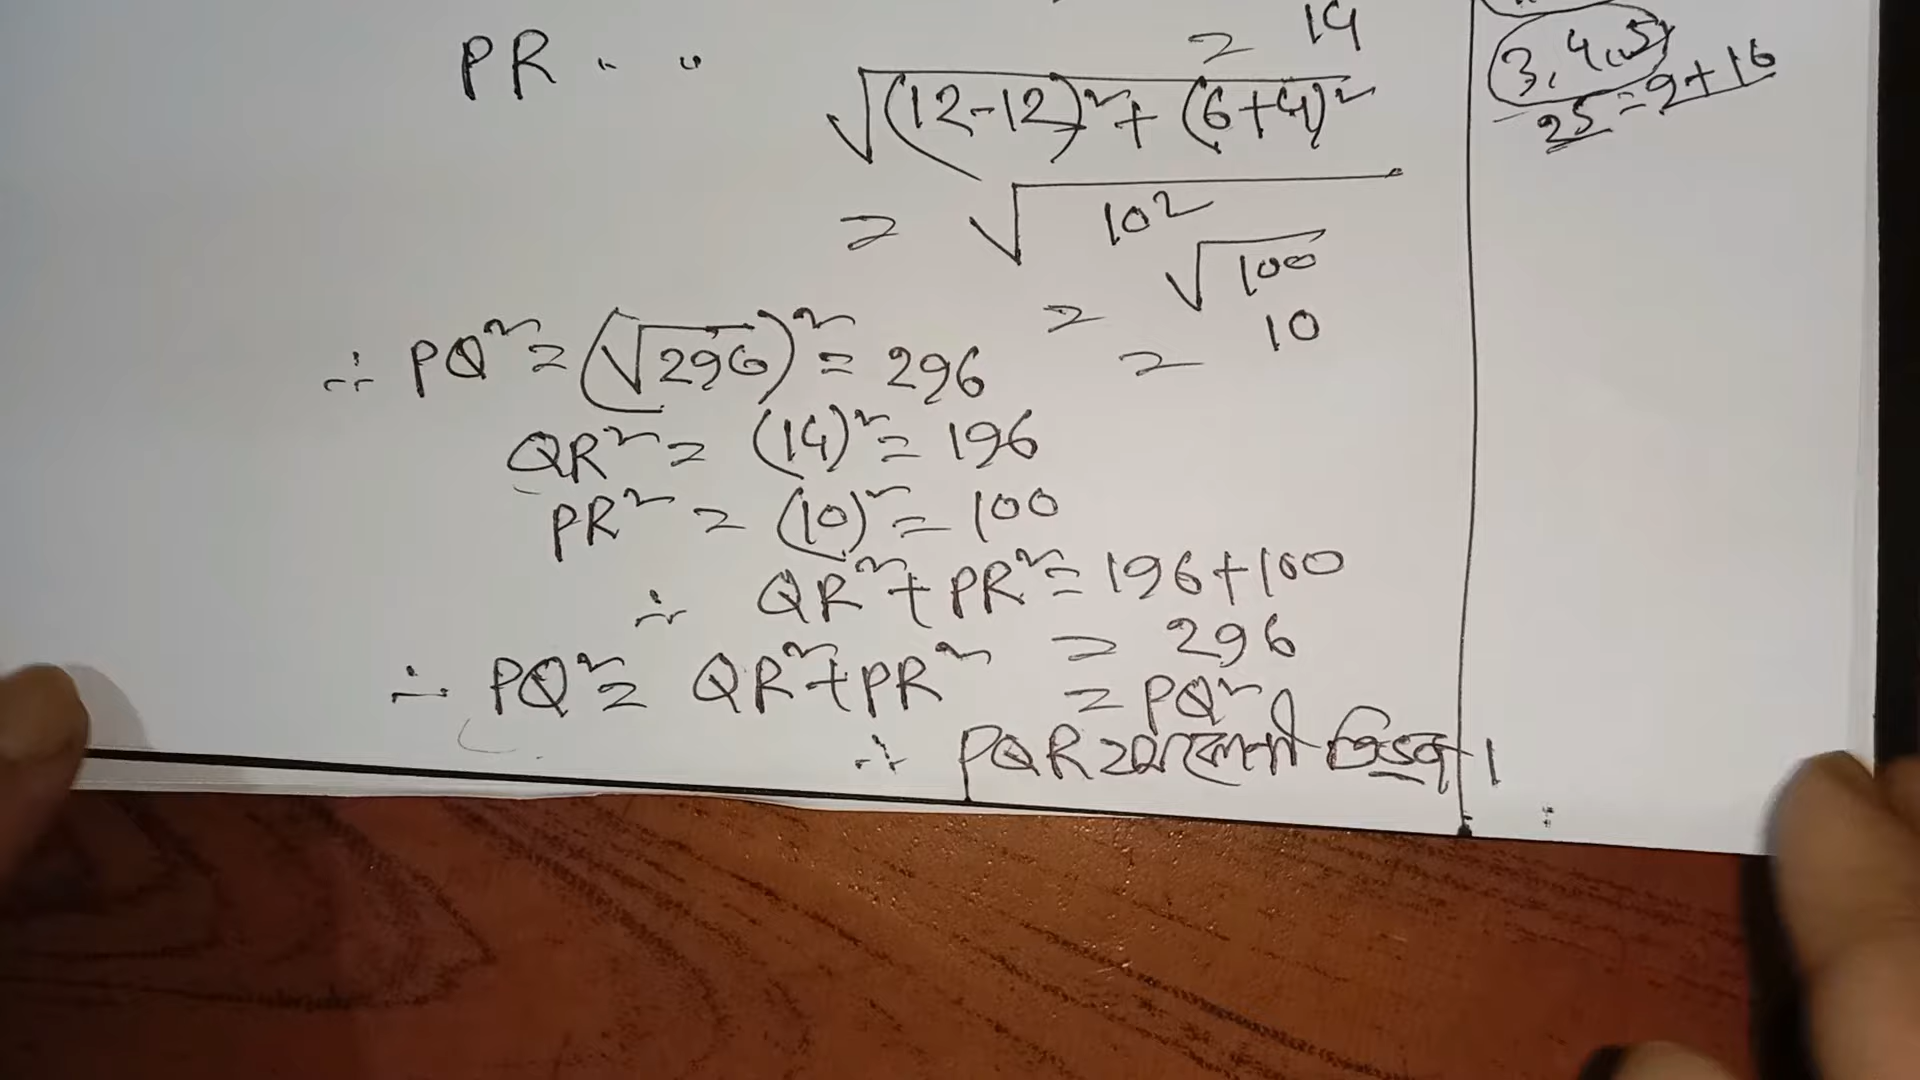 = 14
PR " "
√(12-12)² + (6+4)²
= √10²
= √100
= 10
∴ PQ² = (√296)² = 296
QR² = (14)² = 196
PR² = (10)² = 100
∴ QR² + PR² = 196+100
= 296
= PQ²
∴ PQ² = QR² + PR²
∴ PQR সমকোণী ত্রিভুজ।
(3, 4, 5)
25 = 9+16